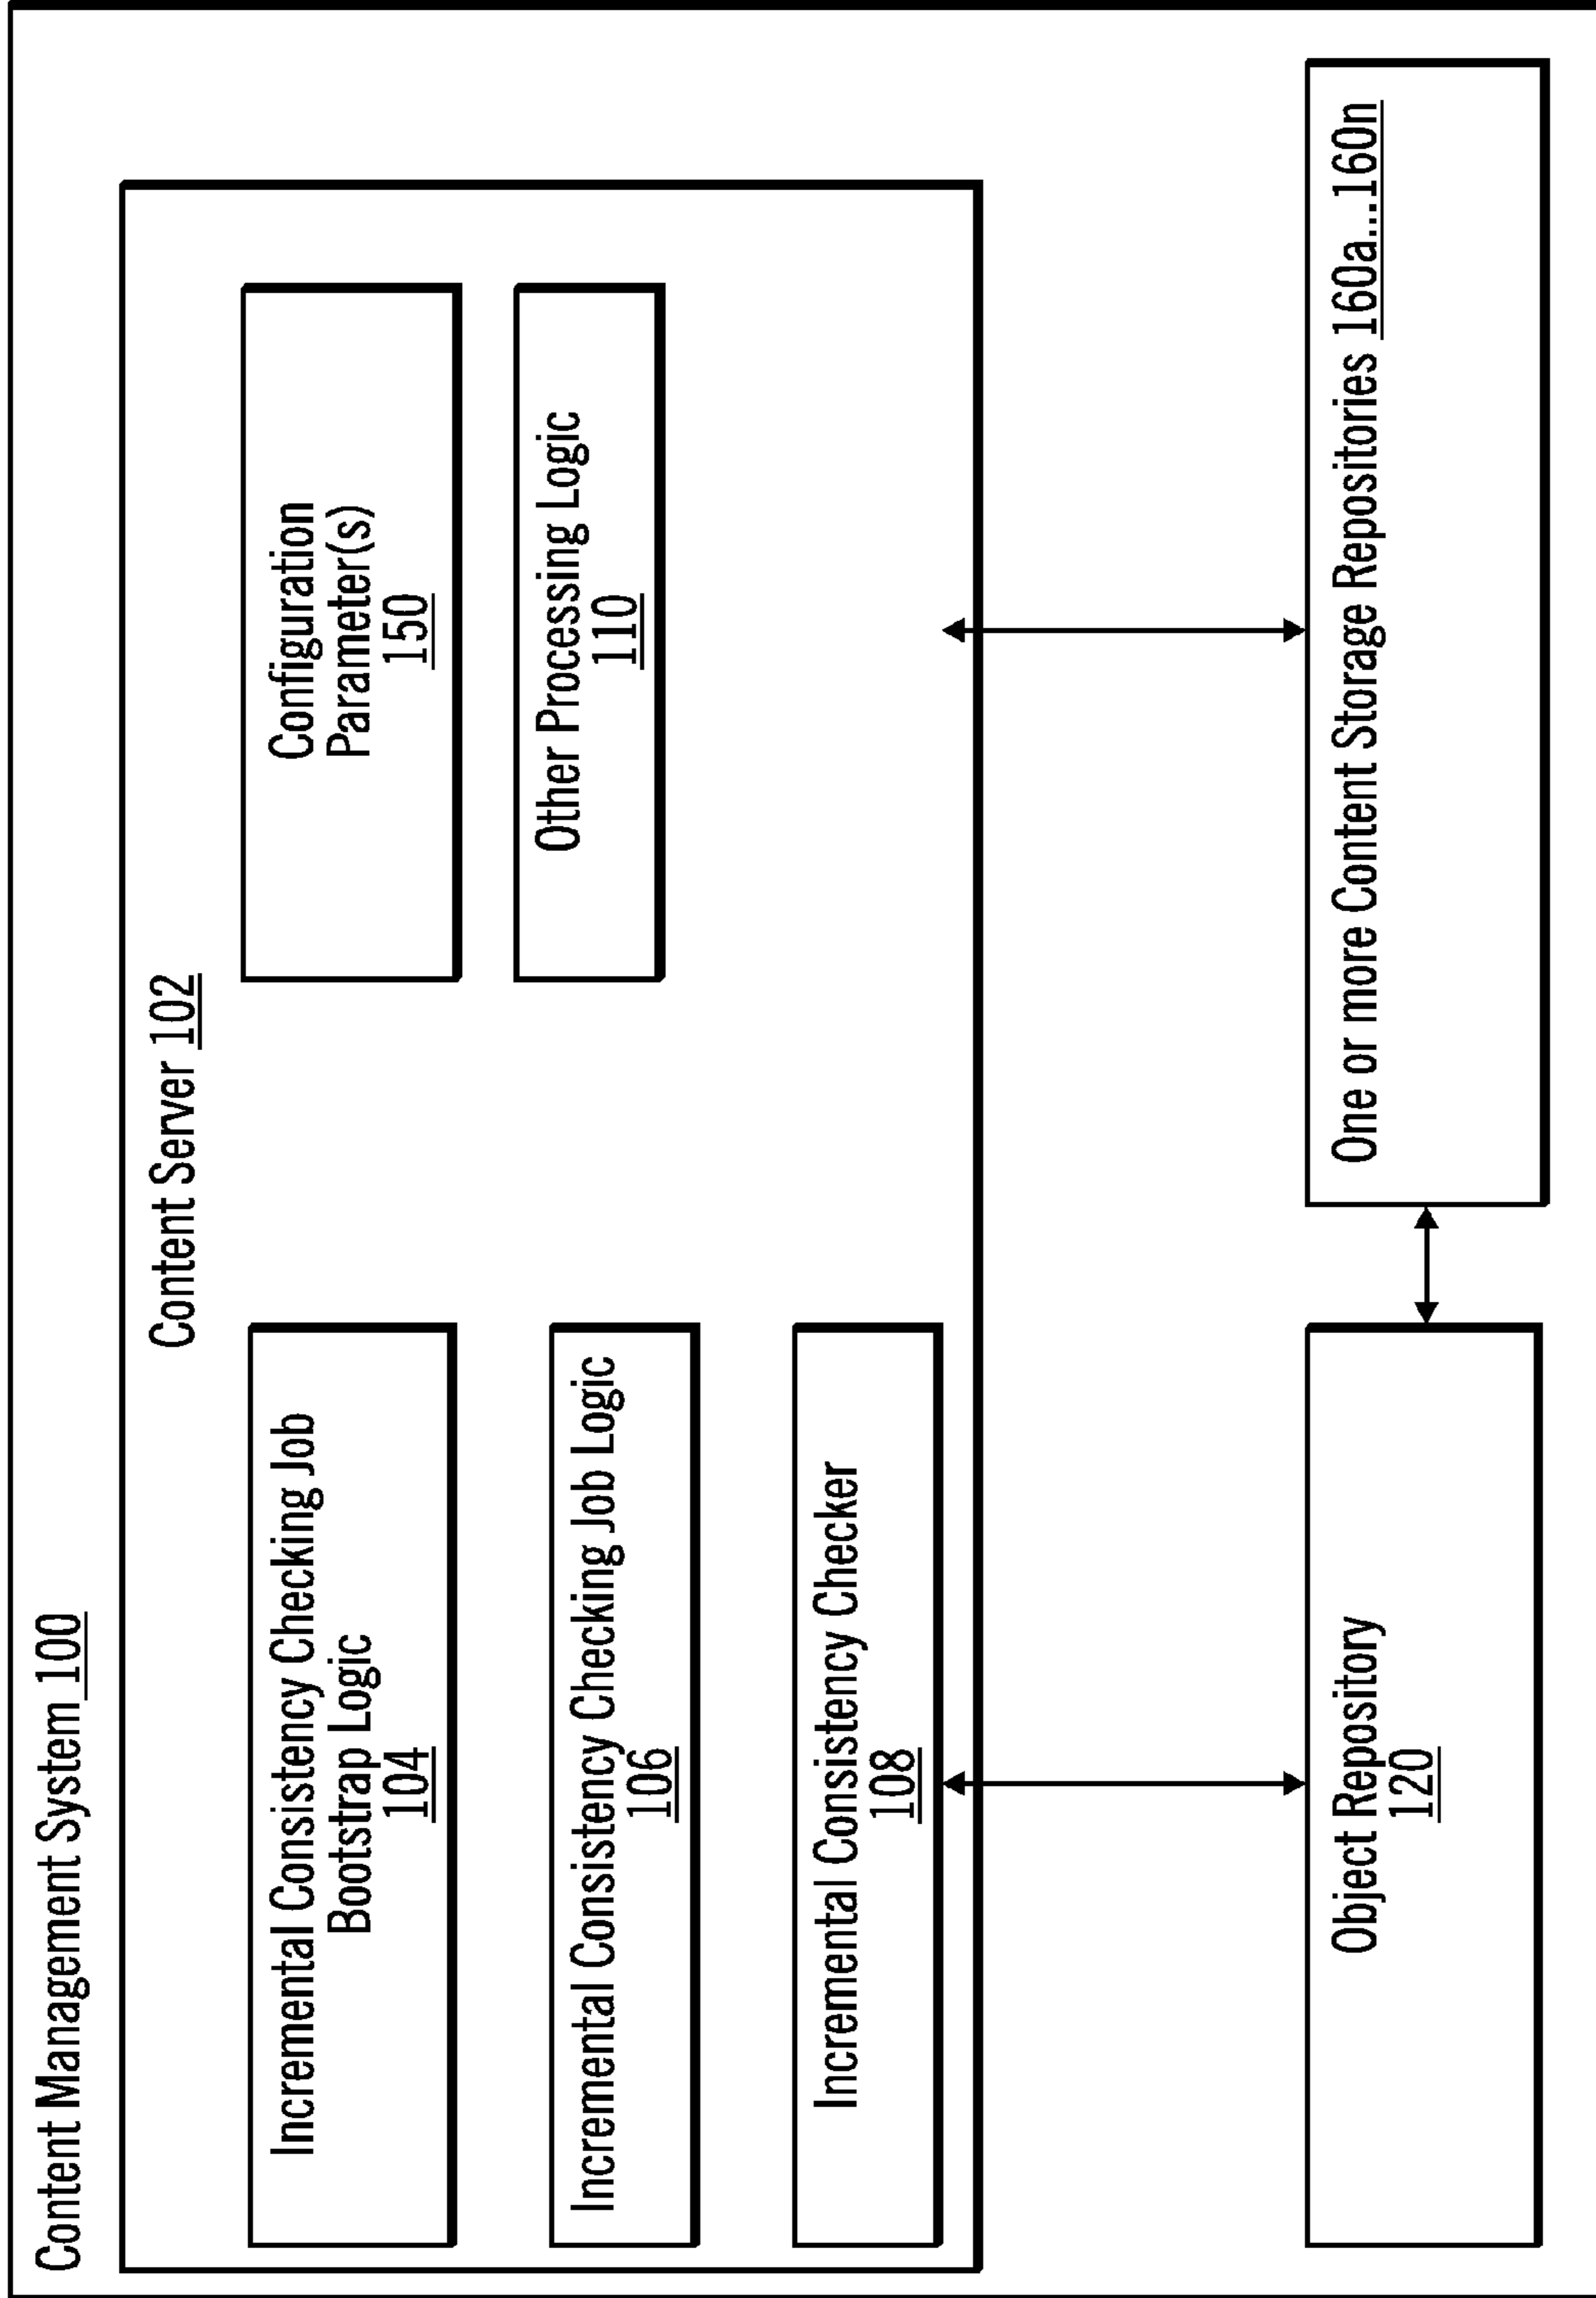 Content Management System 100
Content Server 102
Incremental Consistency Checking Job
Bootstrap Logic
104
Incremental Consistency Checking Job Logic
106
Incremental Consistency Checker
108
Configuration
Parameter(s)
150
Other Processing Logic
110
Object Repository
120
One or more Content Storage Repositories 160a...160n